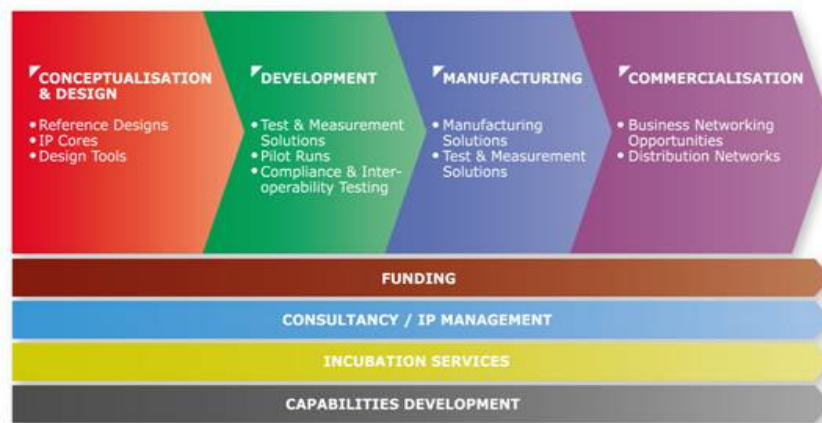 CONCEPTUALISATION
& DESIGN
• Reference Designs
• IP Cores
• Design Tools
DEVELOPMENT
• Test & Measurement
Solutions
• Pilot Runs
• Compliance & Inter-
operability Testing
MANUFACTURING
• Manufacturing
Solutions
• Test & Measurement
Solutions
COMMERCIALISATION
• Business Networking
Opportunities
• Distribution Networks
FUNDING
CONSULTANCY / IP MANAGEMENT
INCUBATION SERVICES
CAPABILITIES DEVELOPMENT